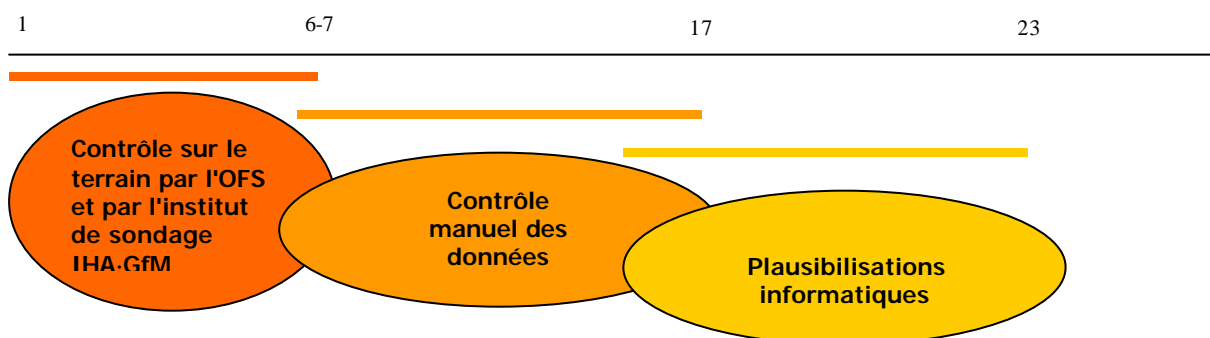 1
6-7
17
23
Contrôle sur le
terrain par l'OFS
et par l'institut
de sondage
IHA·GfM
Contrôle
manuel des
données
Plausibilisations
informatiques